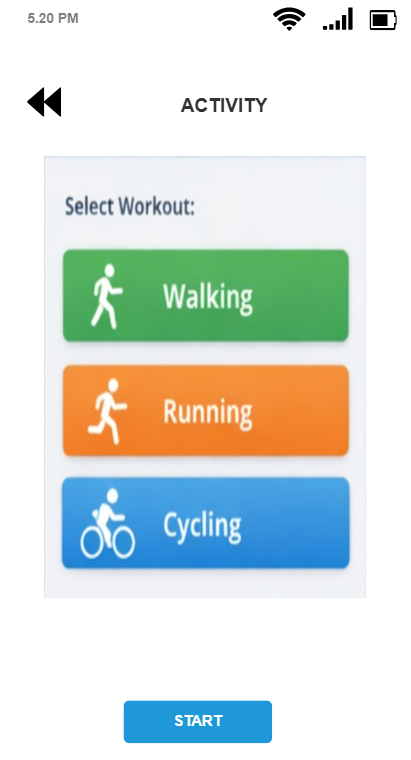 5.20 PM
ACTIVITY
Select Workout:
Walking
Running
Cycling
START